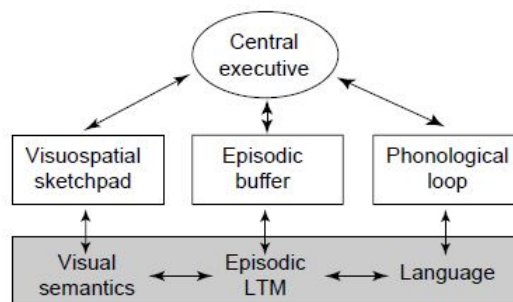 Central
executive
Visuospatial
sketchpad
Episodic
buffer
Phonological
loop
Visual
semantics
Episodic
LTM
Language